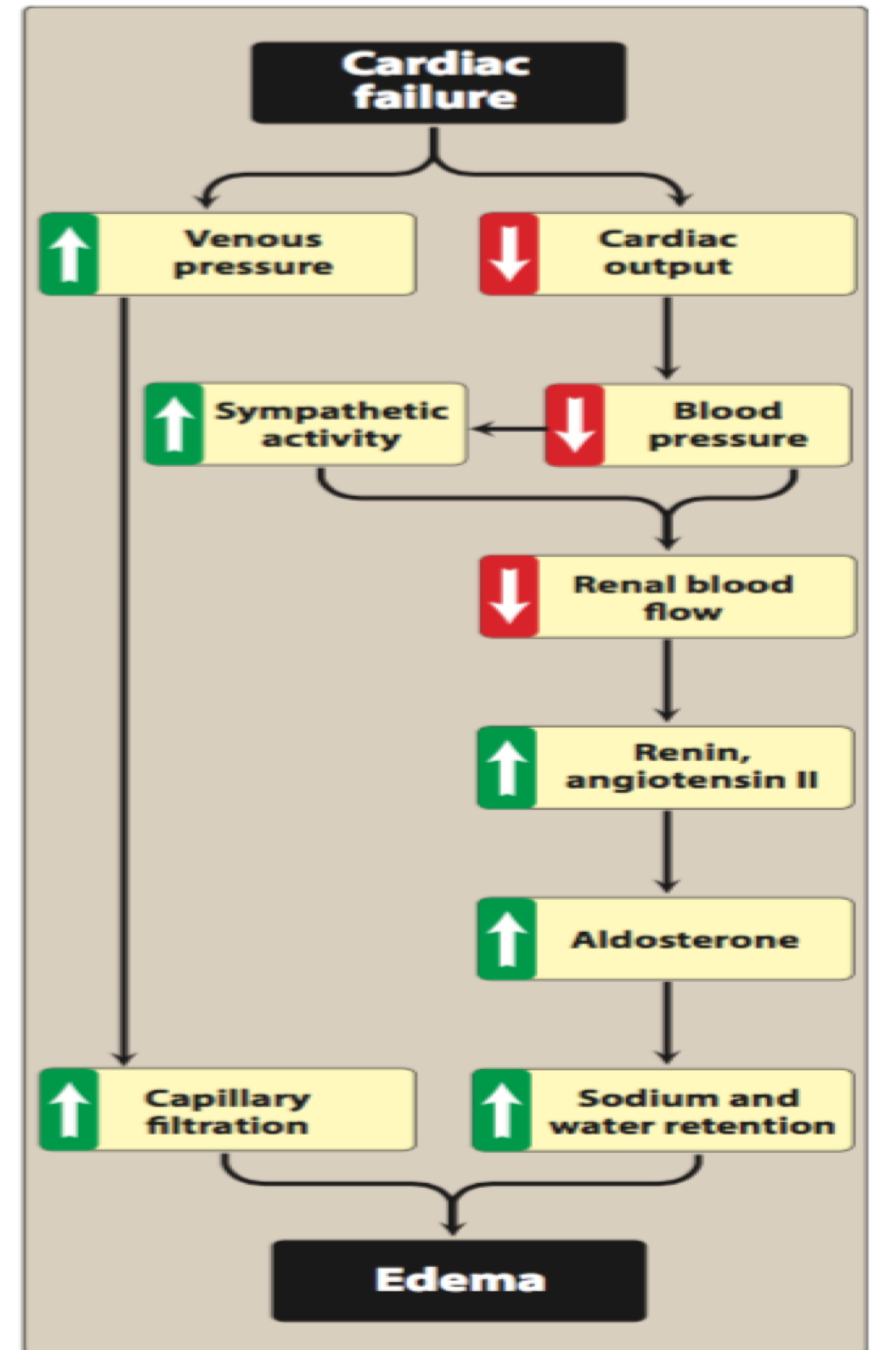 Cardiac
failure
Venous
pressure
Cardiac
output
Sympathetic
activity
Blood
pressure
Renal blood
flow
Renin,
angiotensin II
Aldosterone
Capillary
filtration
Sodium and
water retention
Edema